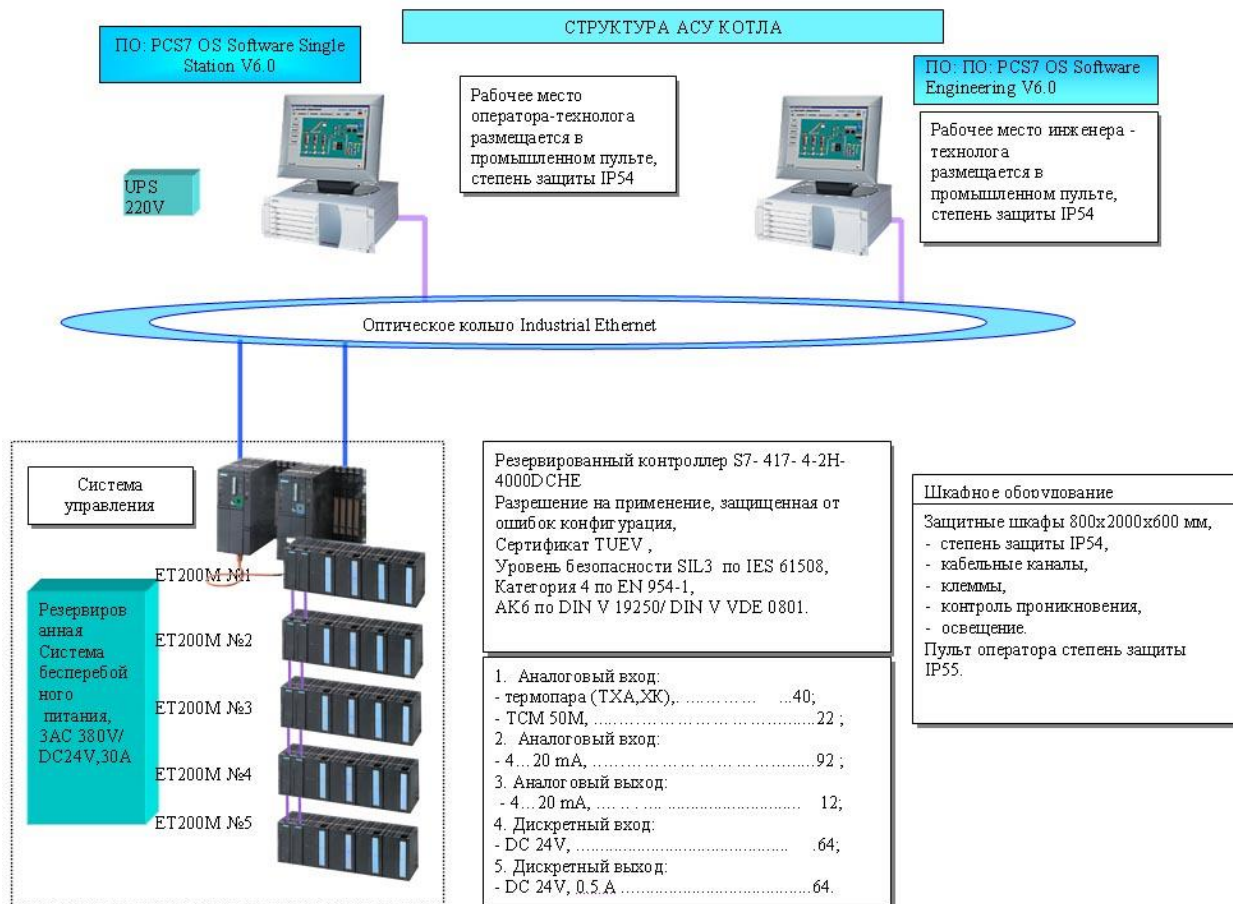 СТРУКТУРА АСУ КОТЛА
ПО: PCS7 OS Software Single
Station V6.0
ПО: ПО: PCS7 OS Software
Engineering V6.0
Рабочее место
оператора-технолога
размещается в
промышленном пульте,
степень защиты IP54
Рабочее место инженера -
технолога
размещается в
промышленном пульте,
степень защиты IP54
UPS
220V
Оптическое кольцо Industrial Ethernet
Система
управления
Резервированный контроллер S7- 417- 4-2H-
4000DCHE
Разрешение на применение, защищенная от
ошибок конфигурация,
Сертификат TUEV ,
Уровень безопасности SIL3 по IES 61508,
Категория 4 по EN 954-1,
АК6 по DIN V 19250/ DIN V VDE 0801.
Шкафное оборудование
Защитные шкафы 800x2000x600 мм,
- степень защиты IP54,
- кабельные каналы,
- клеммы,
- контроль проникновения,
- освещение.
Пульт оператора степень защиты
IP55.
Резервиров
анная
Система
бесперебой
ного
питания,
3AC 380V/
DC24V,30A
ET200M №1
ET200M №2
ET200M №3
ET200M №4
ET200M №5
1. Аналоговый вход:
- термопара (ТХА,ХК),. ...……… …40;
- ТСМ 50М, ………………………………22 ;
2. Аналоговый вход:
- 4…20 mA, ………………………………92 ;
3. Аналоговый выход:
- 4…20 mA, ………………………………… 12;
4. Дискретный вход:
- DC 24V, ………………………………… .64;
5. Дискретный выход:
- DC 24V, 0.5 A ………………………………64.